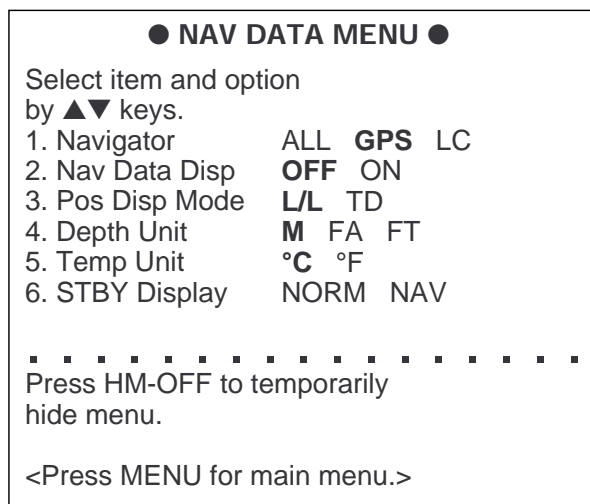 ● NAV DATA MENU ●
Select item and option
by ▲▼ keys.
1. Navigator ALL GPS LC
2. Nav Data Disp OFF ON
3. Pos Disp Mode L/L TD
4. Depth Unit M FA FT
5. Temp Unit °C °F
6. STBY Display NORM NAV
Press HM-OFF to temporarily
hide menu.
<Press MENU for main menu.>